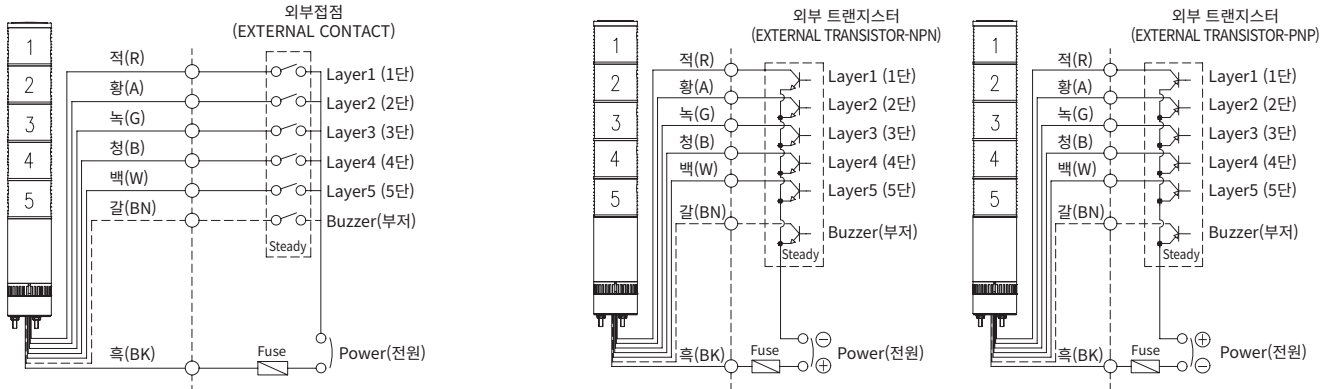 외부접점
(EXTERNAL CONTACT)
1
2
3
4
5
적(R)
황(A)
녹(G)
청(B)
백(W)
갈(BN)
흑(BK)
Layer1 (1단)
Layer2 (2단)
Layer3 (3단)
Layer4 (4단)
Layer5 (5단)
Buzzer(부저)
Steady
Fuse
Power(전원)
외부 트랜지스터
(EXTERNAL TRANSISTOR-NPN)
1
2
3
4
5
적(R)
황(A)
녹(G)
청(B)
백(W)
갈(BN)
흑(BK)
Layer1 (1단)
Layer2 (2단)
Layer3 (3단)
Layer4 (4단)
Layer5 (5단)
Buzzer(부저)
Steady
Fuse
⊖
⊕
Power(전원)
외부 트랜지스터
(EXTERNAL TRANSISTOR-PNP)
1
2
3
4
5
적(R)
황(A)
녹(G)
청(B)
백(W)
갈(BN)
흑(BK)
Layer1 (1단)
Layer2 (2단)
Layer3 (3단)
Layer4 (4단)
Layer5 (5단)
Buzzer(부저)
Steady
Fuse
⊕
⊖
Power(전원)